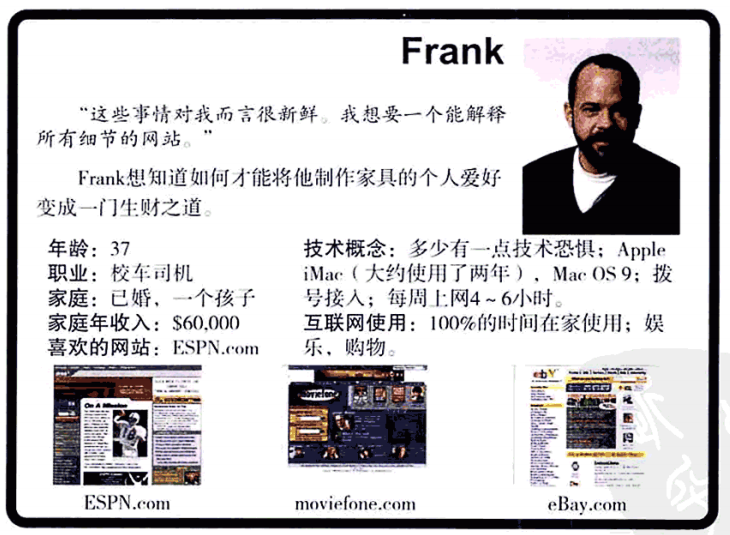 Frank
“这些事情对我而言很新鲜。我想要一个能解释
所有细节的网站。”
Frank想知道如何才能将他制作家具的个人爱好
变成一门生财之道。
年龄：37
职业：校车司机
家庭：已婚，一个孩子
家庭年收入：$60,000
喜欢的网站：ESPN.com
技术概念：多少有一点技术恐惧；Apple
iMac（大约使用了两年），Mac OS 9；拨
号接入；每周上网4～6小时。
互联网使用：100%的时间在家使用；娱
乐、购物。
On A Mission
moviefone
ebY
ESPN.com
moviefone.com
eBay.com